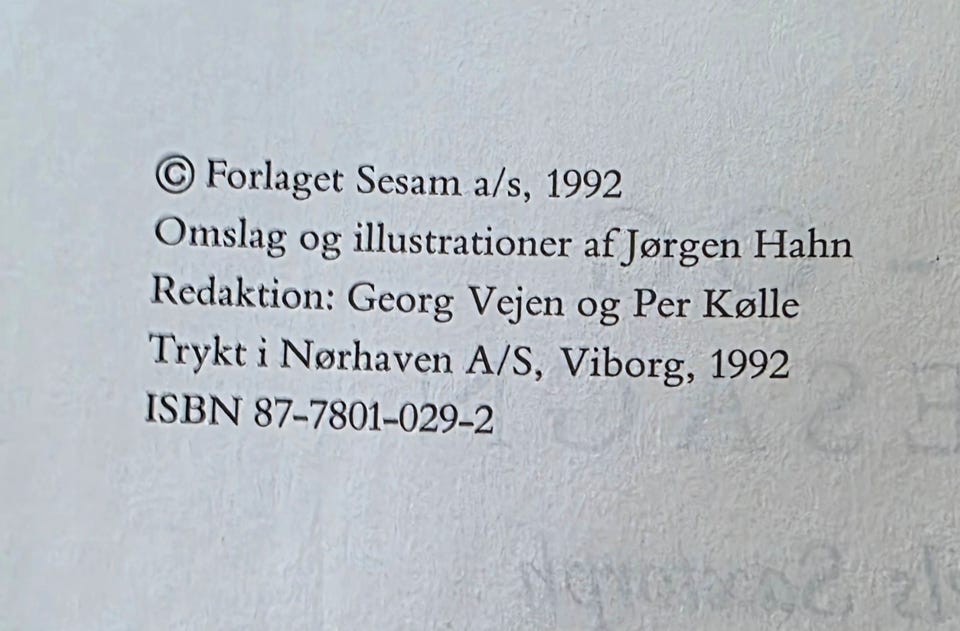 © Forlaget Sesam a/s, 1992
Omslag og illustrationer af Jørgen Hahn
Redaktion: Georg Vejen og Per Kølle
Trykt i Nørhaven A/S, Viborg, 1992
ISBN 87-7801-029-2